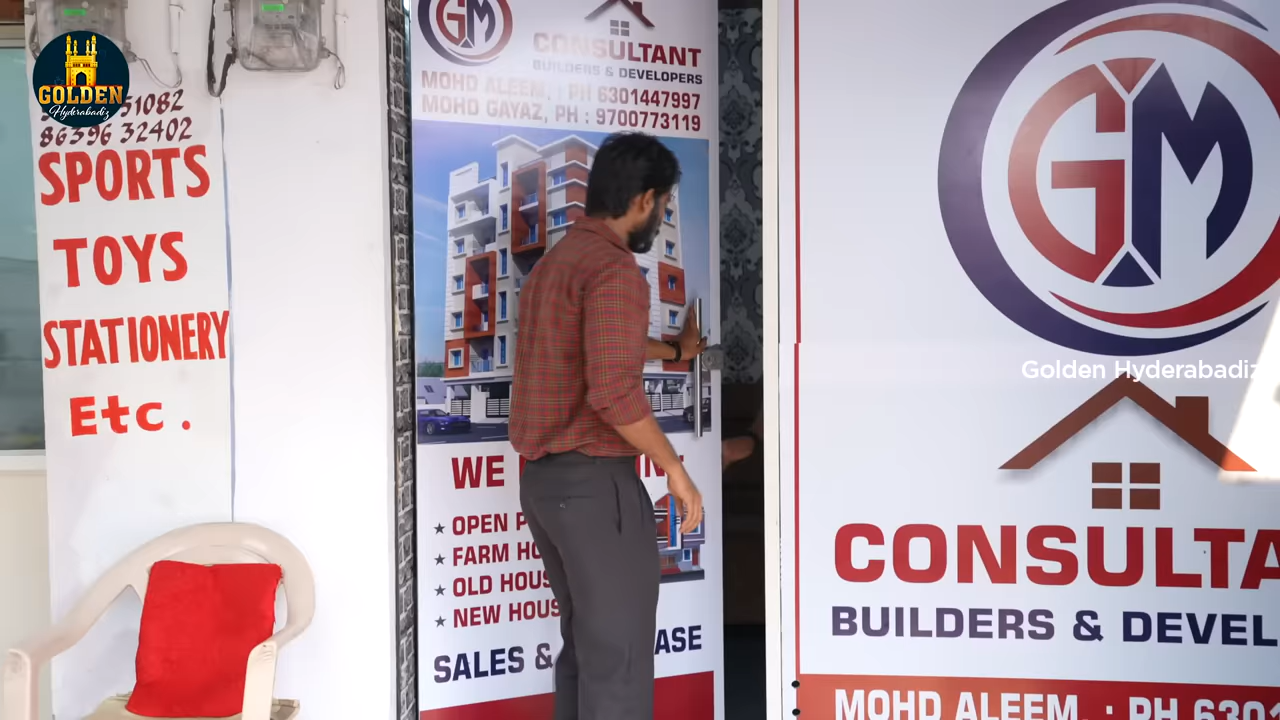 GOLDEN
Hyderabadiz
51082
86396 32402
SPORTS
TOYS
STATIONERY
Etc.
GM
CONSULTANT
BUILDERS & DEVELOPERS
MOHD ALEEM, : PH 6301447997
MOHD GAYAZ, PH : 9700773119
WE
★ OPEN P
★ FARM HO
★ OLD HOUS
★ NEW HOUS
SALES & ASE
GM
Golden Hyderabadiz
CONSULTA
BUILDERS & DEVEL
MOHD ALEEM, : PH 6301